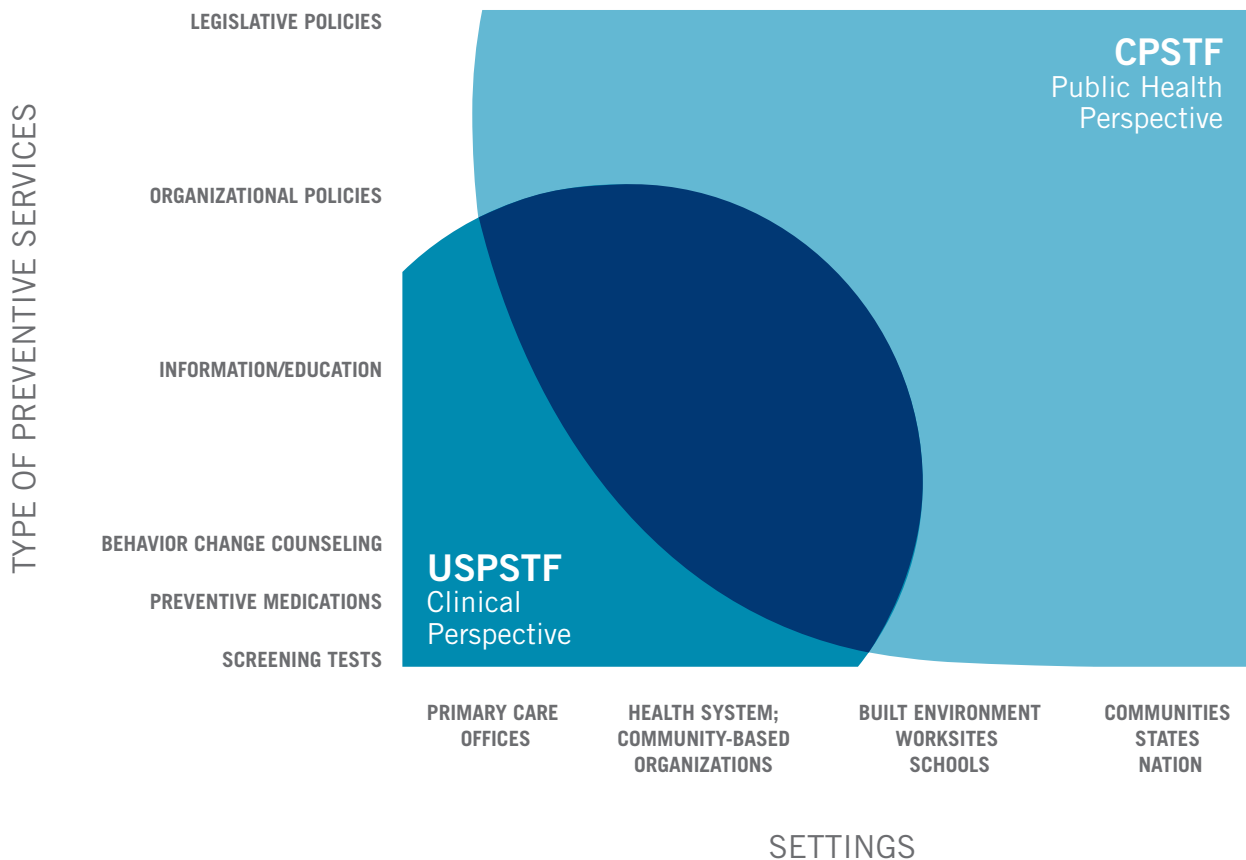 TYPE OF PREVENTIVE SERVICES
LEGISLATIVE POLICIES
ORGANIZATIONAL POLICIES
INFORMATION/EDUCATION
BEHAVIOR CHANGE COUNSELING
PREVENTIVE MEDICATIONS
SCREENING TESTS
CPSTF
Public Health
Perspective
USPSTF
Clinical
Perspective
PRIMARY CARE
OFFICES
HEALTH SYSTEM;
COMMUNITY-BASED
ORGANIZATIONS
BUILT ENVIRONMENT
WORKSITES
SCHOOLS
COMMUNITIES
STATES
NATION
SETTINGS